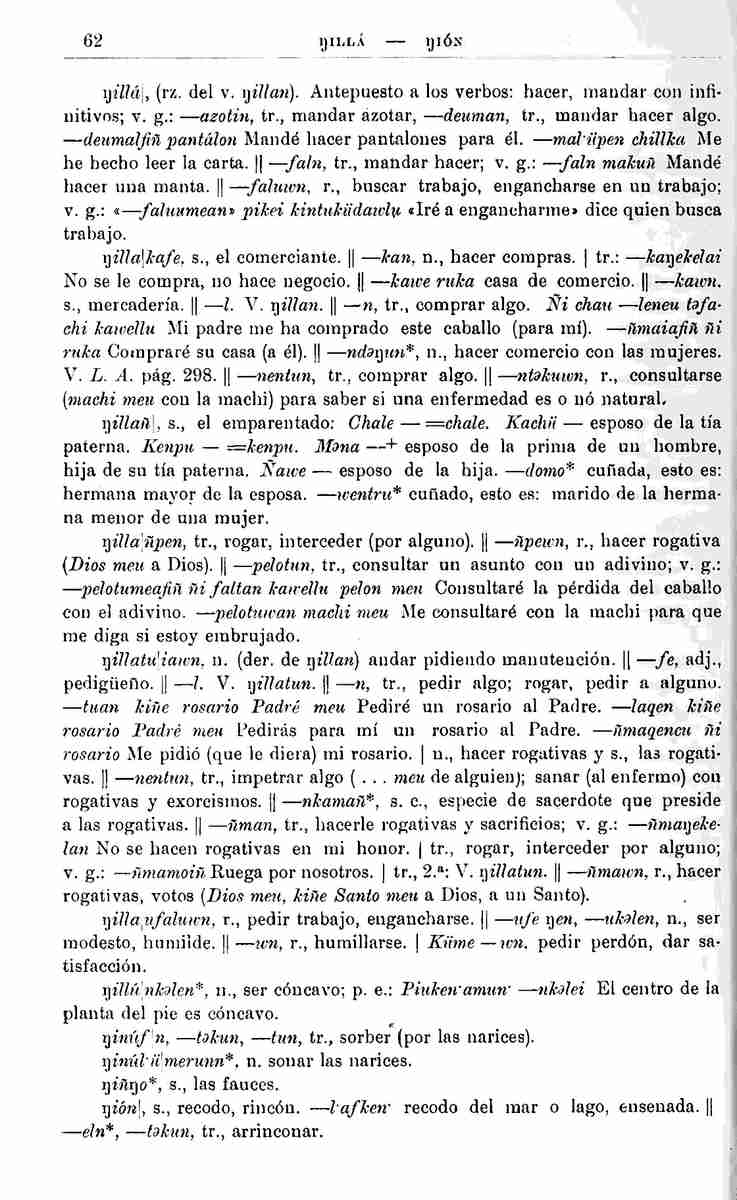 62 ŋILLÁ — ŋIÓN
ŋillá|, (rz. del v. ŋillan). Antepuesto a los verbos: hacer, mandar con infi-
nitivos; v. g.: —azotin, tr., mandar azotar, —deuman, tr., mandar hacer algo.
—deumalfiñ pantálon Mandé hacer pantalones para él. —mal·üpen chillka Me
he hecho leer la carta. || —faln, tr., mandar hacer; v. g.: —faln makuñ Mandé
hacer una manta. || —faluwn, r., buscar trabajo, engancharse en un trabajo;
v. g.: «—faluumean» pikei kintuküdawlu «Iré a engancharme» dice quien busca
trabajo.
ŋilla|kafe, s., el comerciante. || —kan, n., hacer compras. | tr.: —kaŋekelai
No se le compra, no hace negocio. || —kawe ruka casa de comercio. || —kawn,
s., mercadería. || —l. V. ŋillan. || —n, tr., comprar algo. Ñi chau —leneu təfa-
chi kawellu Mi padre me ha comprado este caballo (para mí). —ñmaiafiñ ñi
ruka Compraré su casa (a él). || —ndəŋun*, n., hacer comercio con las mujeres.
V. L. A. pág. 298. || —nentun, tr., comprar algo. || —ntəkuwn, r., consultarse
(machi meu con la machi) para saber si una enfermedad es o nó natural.
ŋillañ|, s., el emparentado: Chale — =chale. Kachü — esposo de la tía
paterna. Kenpu — =kenpu. Məna —+ esposo de la prima de un hombre,
hija de su tía paterna. Ñawe — esposo de la hija. —domo* cuñada, esto es:
hermana mayor de la esposa. —wentru* cuñado, esto es: marido de la herma-
na menor de una mujer.
ŋilla|ñpen, tr., rogar, interceder (por alguno). || —ñpewn, r., hacer rogativa
(Dios meu a Dios). || —pelotun, tr., consultar un asunto con un adivino; v. g.:
—pelotumeafiñ ñi faltan kawellu pelon meu Consultaré la pérdida del caballo
con el adivino. —pelotuwan machi meu Me consultaré con la machi para que
me diga si estoy embrujado.
ŋillatu|iawn, n. (der. de ŋillan) andar pidiendo manutención. || —fe, adj.,
pedigüeño. || —l. V. ŋillatun. || —n, tr., pedir algo; rogar, pedir a alguno.
—tuan kiñe rosario Padré meu Pediré un rosario al Padre. —laqen kiñe
rosario Padré meu Pedirás para mí un rosario al Padre. —ñmaqeneu ñi
rosario Me pidió (que le diera) mi rosario. | n., hacer rogativas y s., las rogati-
vas. || —nentun, tr., impetrar algo ( . . . meu de alguien); sanar (al enfermo) con
rogativas y exorcismos. || —nkamañ*, s. c., especie de sacerdote que preside
a las rogativas. || —ñman, tr., hacerle rogativas y sacrificios; v. g.: —ñmaŋeke-
lan No se hacen rogativas en mi honor. | tr., rogar, interceder por alguno;
v. g.: —ñmamoiñ Ruega por nosotros. | tr., 2.ª: V. ŋillatun. || —ñmawn, r., hacer
rogativas, votos (Dios meu, kiñe Santo meu a Dios, a un Santo).
ŋilla|ufaluwn, r., pedir trabajo, engancharse. || —ufe ŋen, —ukəlen, n., ser
modesto, humilde. || —wn, r., humillarse. | Küme —wn, pedir perdón, dar sa-
tisfacción.
ŋillú|nkəlen*, n., ser cóncavo; p. e.: Piuken·amun· —nkəlei El centro de la
planta del pie es cóncavo.
ŋinúf|n, —təkun, —tun, tr., sorber (por las narices).
ŋinúl·ü|merunn*, n. sonar las narices.
ŋiñŋo*, s., las fauces.
ŋión|, s., recodo, rincón. —l·afken· recodo del mar o lago, ensenada. ||
—eln*, —təkun, tr., arrinconar.